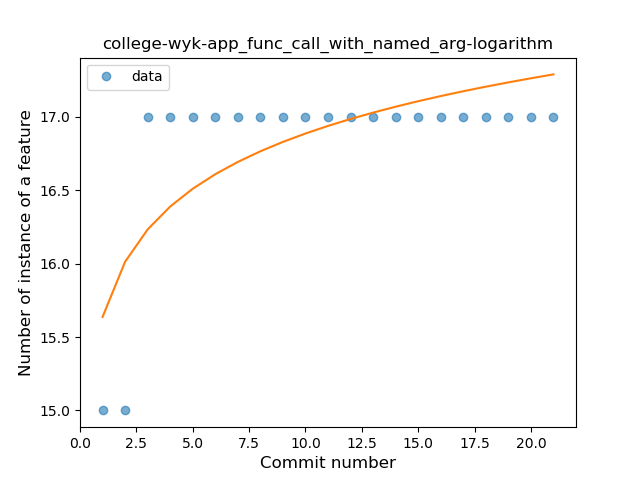 college-wyk-app_func_call_with_named_arg-logarithm
data
Number of instance of a feature
17.0
16.5
16.0
15.5
15.0
0.0 2.5 5.0 7.5 10.0 12.5 15.0 17.5 20.0
Commit number